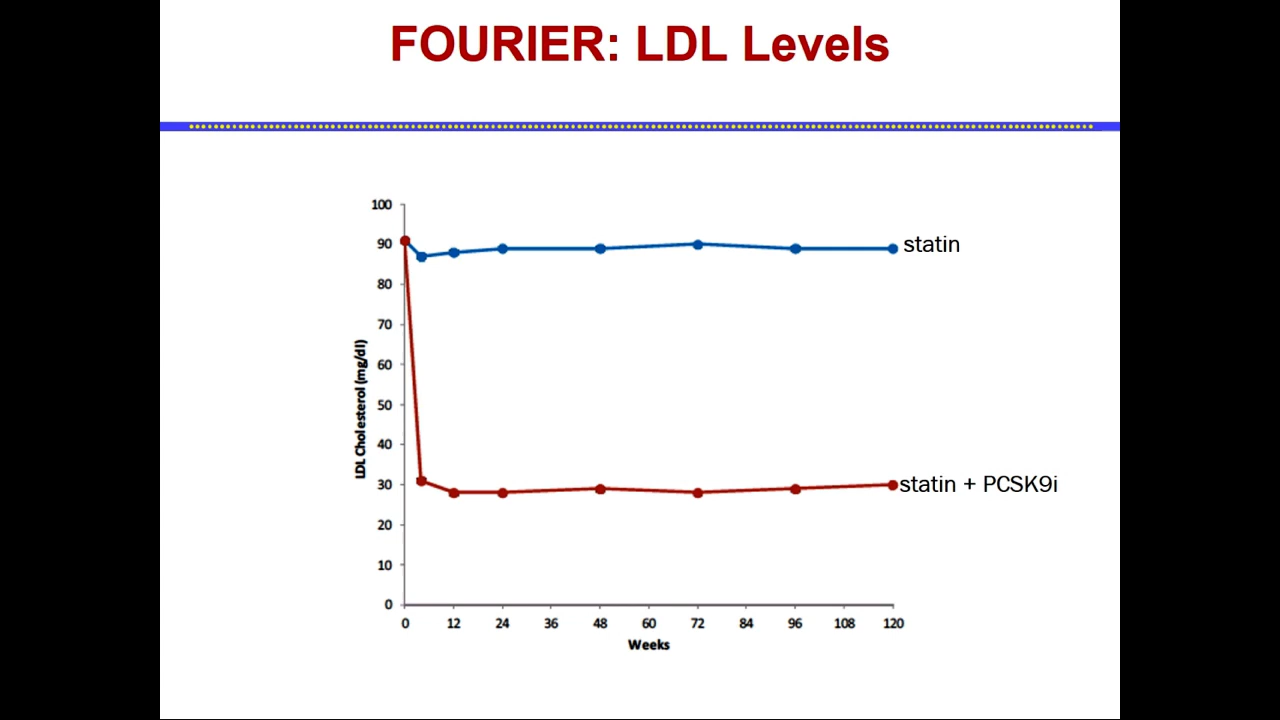 FOURIER: LDL Levels
100
90
80
70
60
50
40
30
20
10
0
LDL Cholesterol (mg/dl)
statin
statin + PCSK9i
0 12 24 36 48 60 72 84 96 108 120
Weeks